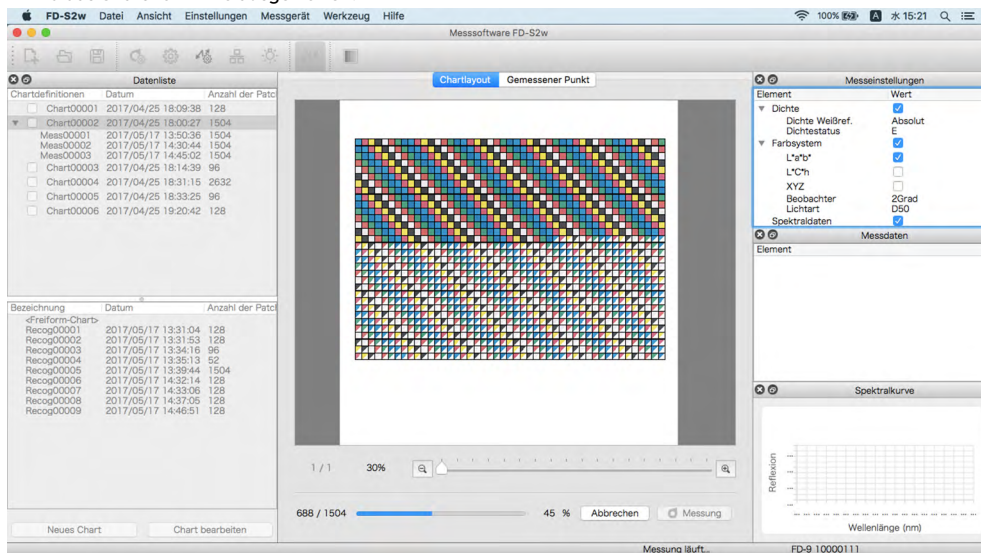 FD-S2w Datei Ansicht Einstellungen Messgerät Werkzeug Hilfe 100% A 水 15:21
Messsoftware FD-S2w
Datenliste
Chartdefinitionen Datum Anzahl der Patcl
Chart00001 2017/04/25 18:09:38 128
Chart00002 2017/04/25 18:00:27 1504
Meas00001 2017/05/17 13:50:36 1504
Meas00002 2017/05/17 14:30:44 1504
Meas00003 2017/05/17 14:45:02 1504
Chart00003 2017/04/25 18:14:39 96
Chart00004 2017/04/25 18:31:15 2632
Chart00005 2017/04/25 18:33:25 96
Chart00006 2017/04/25 19:20:42 128
Bezeichnung Datum Anzahl der Patcl
<Freiform-Chart>
Recog00001 2017/05/17 13:31:04 128
Recog00002 2017/05/17 13:31:53 128
Recog00003 2017/05/17 13:34:16 96
Recog00004 2017/05/17 13:35:13 52
Recog00005 2017/05/17 13:39:44 1504
Recog00006 2017/05/17 14:32:14 128
Recog00007 2017/05/17 14:33:06 128
Recog00008 2017/05/17 14:37:05 128
Recog00009 2017/05/17 14:46:51 128
Neues Chart Chart bearbeiten
Chartlayout Gemessener Punkt
1 / 1 30%
688 / 1504 45 % Abbrechen Messung
Messeinstellungen
Element Wert
Dichte
Dichte Weißref. Absolut
Dichtestatus E
Farbsystem
L*a*b*
L*C*h
XYZ
Beobachter 2Grad
Lichtart D50
Spektraldaten
Messdaten
Element
Spektralkurve
Reflexion
Wellenlänge (nm)
Messung läuft... FD-9 10000111